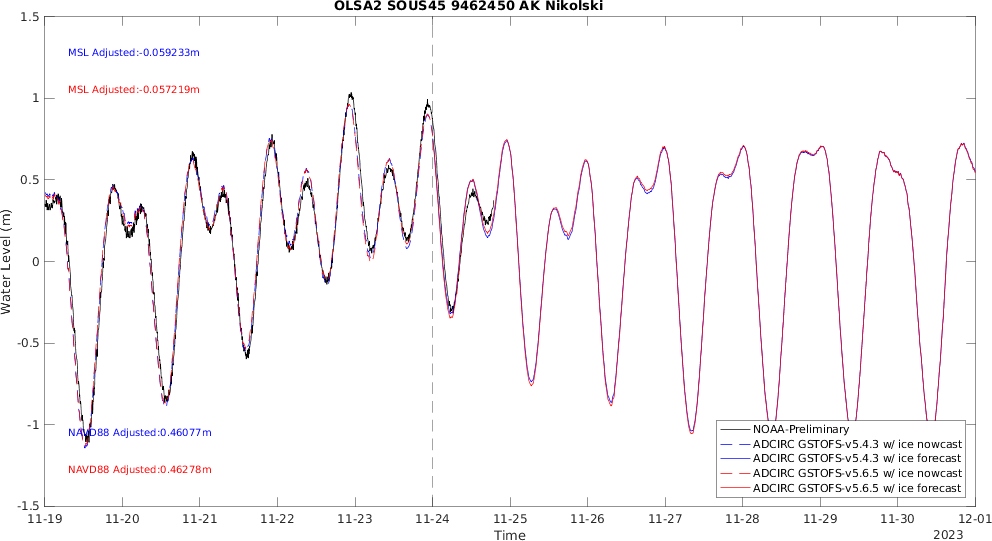 OLSA2 SOUS45 9462450 AK Nikolski
1.5
MSL Adjusted:-0.059233m
MSL Adjusted:-0.057219m
1
0.5
Water Level (m)
0
-0.5
-1
NAVD88 Adjusted:0.46077m
NAVD88 Adjusted:0.46278m
NOAA-Preliminary
ADCIRC GSTOFS-v5.4.3 w/ ice nowcast
ADCIRC GSTOFS-v5.4.3 w/ ice forecast
ADCIRC GSTOFS-v5.6.5 w/ ice nowcast
ADCIRC GSTOFS-v5.6.5 w/ ice forecast
-1.5
11-19 11-20 11-21 11-22 11-23 11-24 11-25 11-26 11-27 11-28 11-29 11-30 12-01
Time
2023